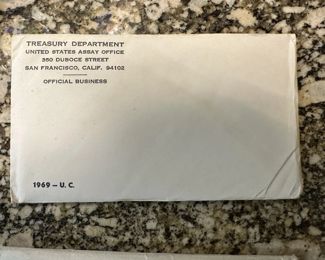 TREASURY DEPARTMENT
UNITED STATES ASSAY OFFICE
350 DUBOCE STREET
SAN FRANCISCO, CALIF. 94102
OFFICIAL BUSINESS
1969 – U. C.